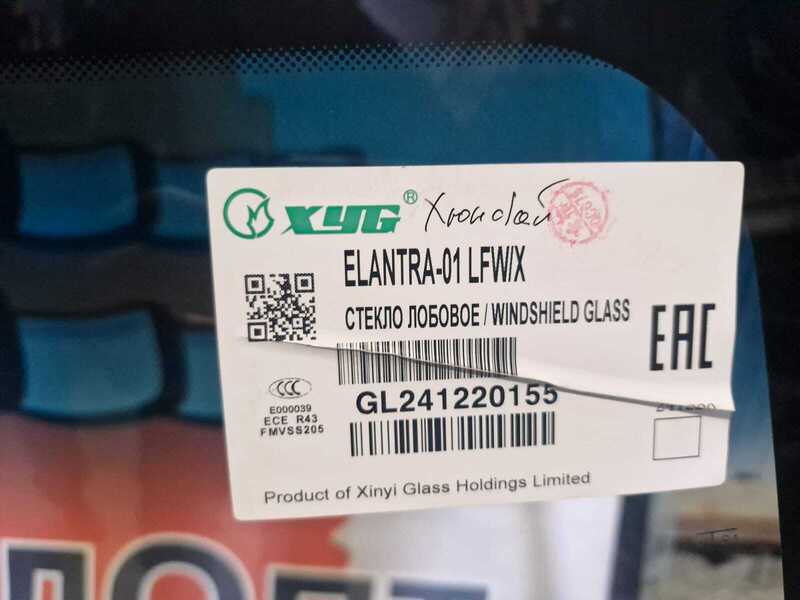 XYG® Хюндай
ELANTRA-01 LFW/X
СТЕКЛО ЛОБОВОЕ / WINDSHIELD GLASS
EAC
GL241220155
CCC
E000039
ECE R43
FMVSS205
Product of Xinyi Glass Holdings Limited